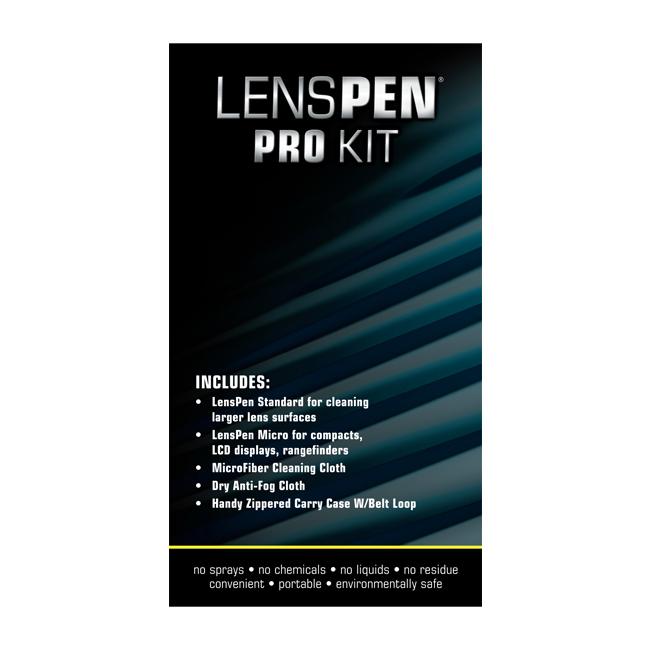 LENSPEN®
PRO KIT
INCLUDES:
• LensPen Standard for cleaning
larger lens surfaces
• LensPen Micro for compacts,
LCD displays, rangefinders
• MicroFiber Cleaning Cloth
• Dry Anti-Fog Cloth
• Handy Zippered Carry Case W/Belt Loop
no sprays • no chemicals • no liquids • no residue
convenient • portable • environmentally safe